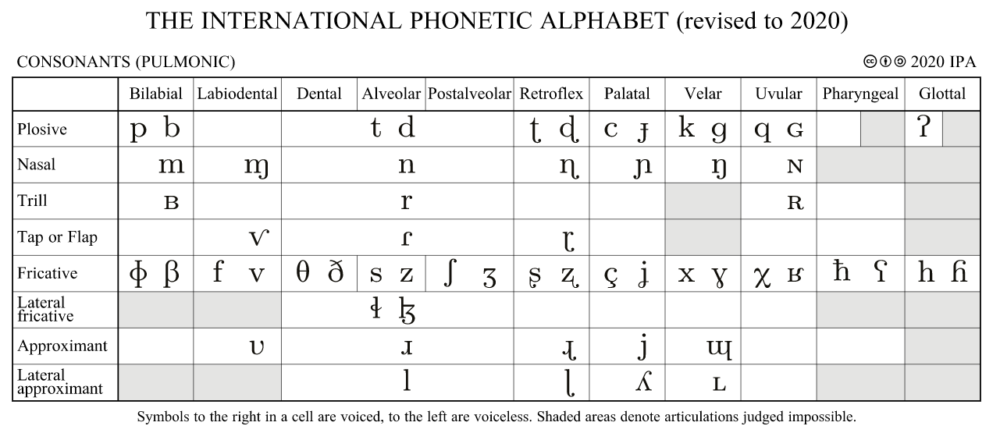 THE INTERNATIONAL PHONETIC ALPHABET (revised to 2020)
CONSONANTS (PULMONIC) 🅭🅯🄎 2020 IPA
Bilabial Labiodental Dental Alveolar Postalveolar Retroflex Palatal Velar Uvular Pharyngeal Glottal
Plosive p b t d ʈ ɖ c ɟ k ɡ q ɢ ʔ
Nasal m ɱ n ɳ ɲ ŋ ɴ
Trill ʙ r ʀ
Tap or Flap ⱱ ɾ ɽ
Fricative ɸ β f v θ ð s z ʃ ʒ ʂ ʐ ç ʝ x ɣ χ ʁ ħ ʕ h ɦ
Lateral
fricative ɬ ɮ
Approximant ʋ ɹ ɻ j ɰ
Lateral
approximant l ɭ ʎ ʟ
Symbols to the right in a cell are voiced, to the left are voiceless. Shaded areas denote articulations judged impossible.